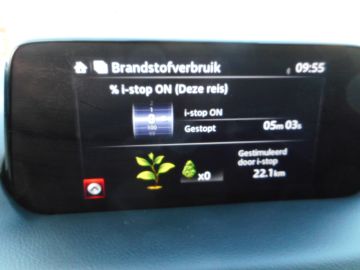 Brandstofverbruik 09:55
% i-stop ON (Deze reis)
i-stop ON
Gestopt 05m 03s
Gestimuleerd
door i-stop
x0 22.1km